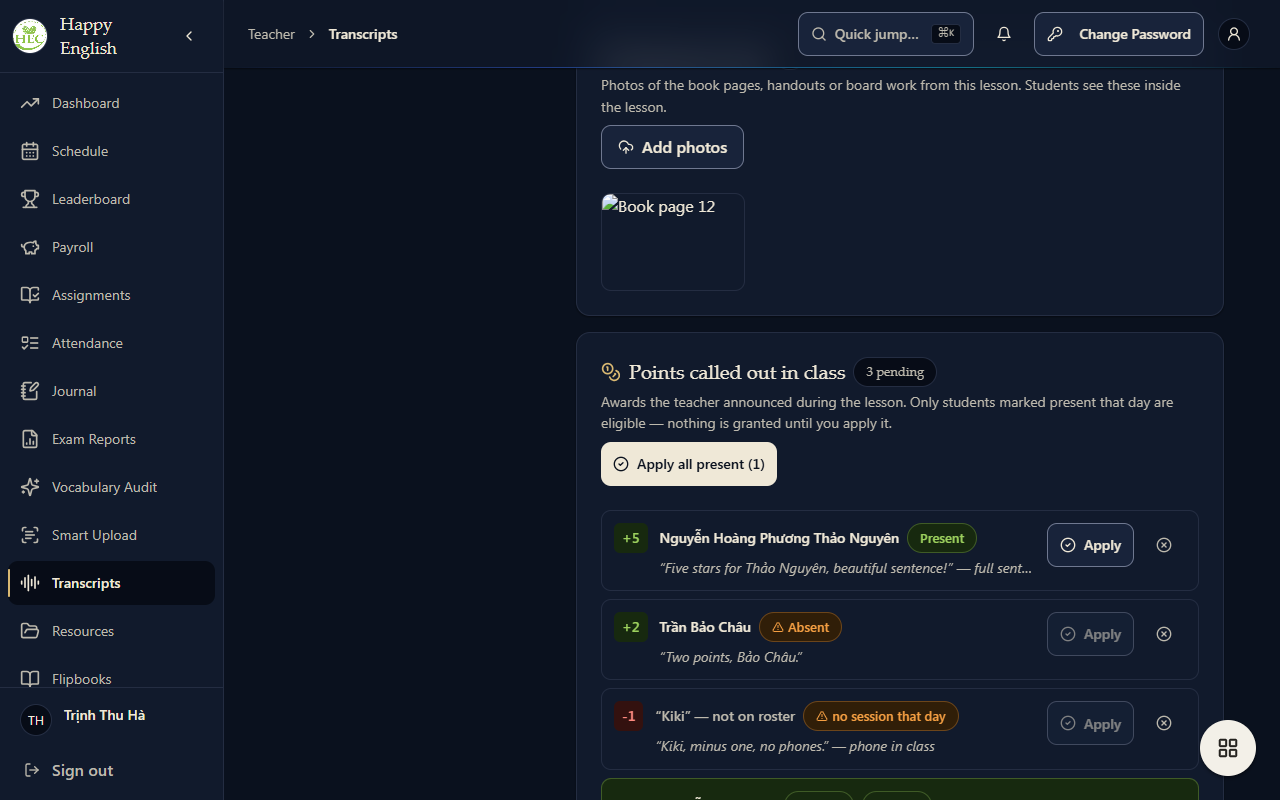 Happy
English
Teacher > Transcripts
Quick jump...
⌘K
Change Password
Dashboard
Schedule
Leaderboard
Payroll
Assignments
Attendance
Journal
Exam Reports
Vocabulary Audit
Smart Upload
Transcripts
Resources
Flipbooks
TH
Trịnh Thu Hà
Sign out
Photos of the book pages, handouts or board work from this lesson. Students see these inside
the lesson.
Add photos
Book page 12
Points called out in class
3 pending
Awards the teacher announced during the lesson. Only students marked present that day are
eligible — nothing is granted until you apply it.
Apply all present (1)
+5
Nguyễn Hoàng Phương Thảo Nguyên
Present
“Five stars for Thảo Nguyên, beautiful sentence!” — full sent...
Apply
+2
Trần Bảo Châu
Absent
“Two points, Bảo Châu.”
Apply
-1
“Kiki” — not on roster
no session that day
“Kiki, minus one, no phones.” — phone in class
Apply